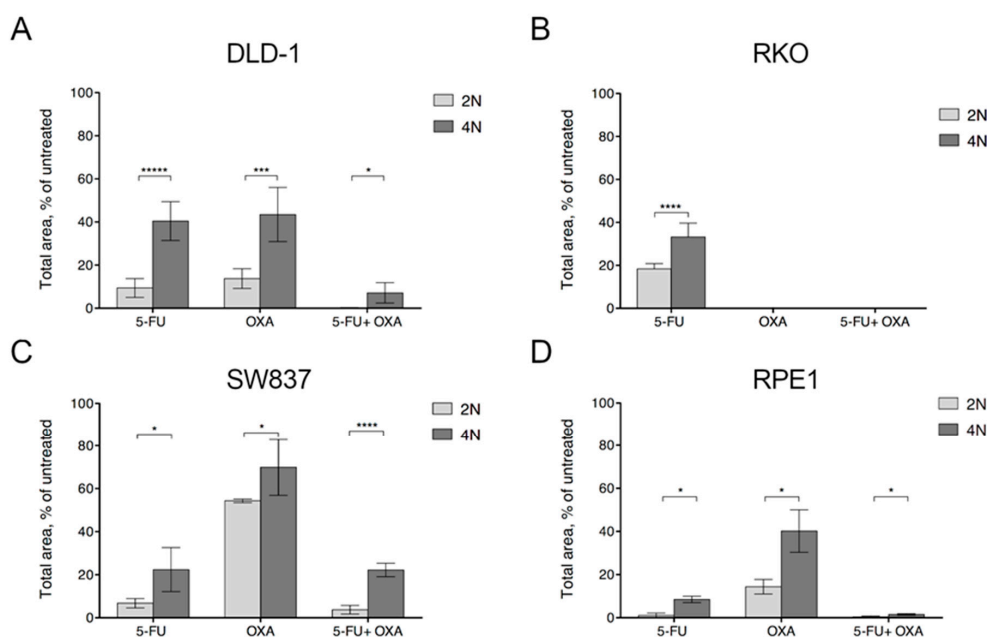 A
DLD-1
Total area, % of untreated
100
80
60
40
20
0
*****
***
*
5-FU
OXA
5-FU+ OXA
2N
4N
B
RKO
Total area, % of untreated
100
80
60
40
20
0
****
5-FU
OXA
5-FU+ OXA
2N
4N
C
SW837
Total area, % of untreated
100
80
60
40
20
0
*
*
****
5-FU
OXA
5-FU+ OXA
2N
4N
D
RPE1
Total area, % of untreated
100
80
60
40
20
0
*
*
*
5-FU
OXA
5-FU+ OXA
2N
4N